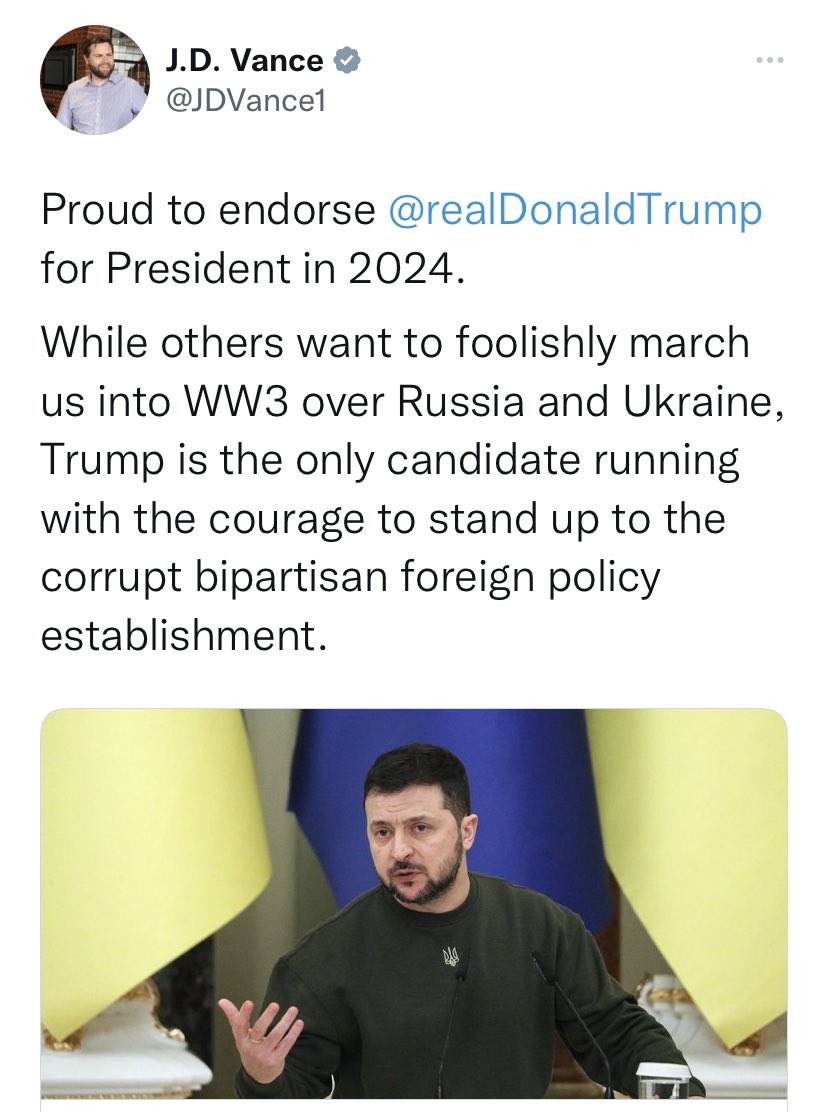 J.D. Vance
@JDVance1
Proud to endorse @realDonaldTrump
for President in 2024.
While others want to foolishly march
us into WW3 over Russia and Ukraine,
Trump is the only candidate running
with the courage to stand up to the
corrupt bipartisan foreign policy
establishment.